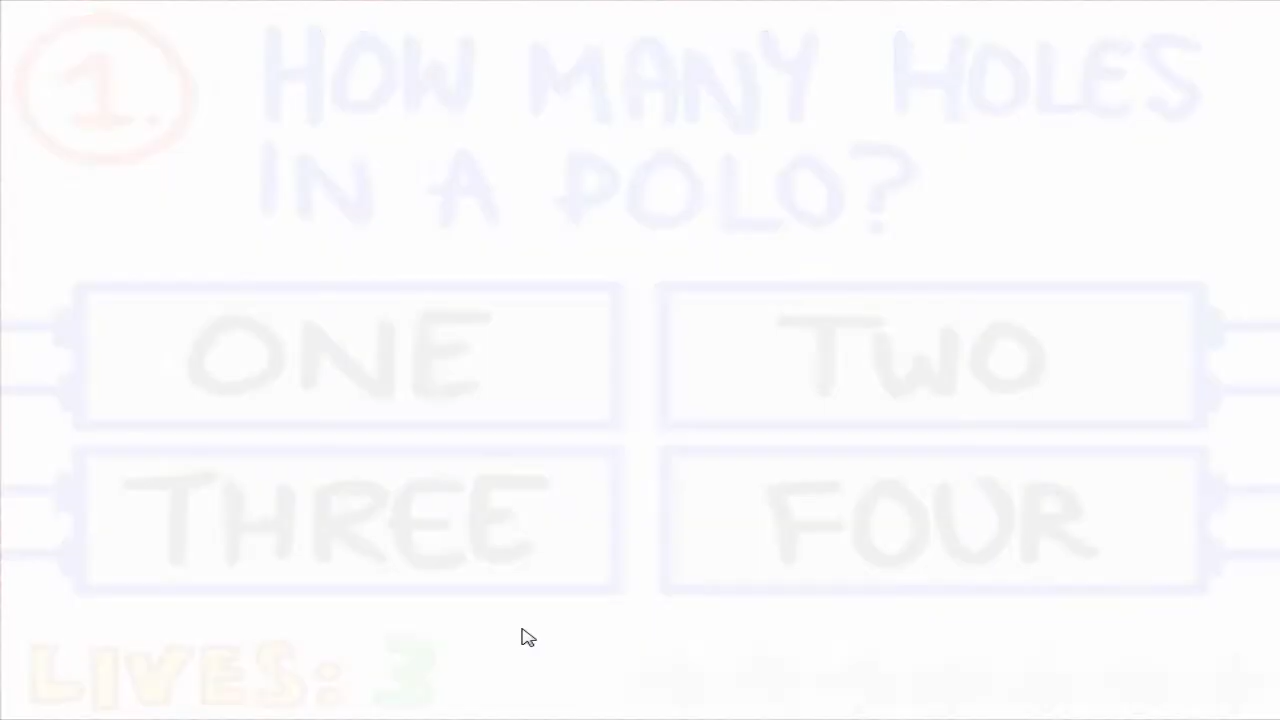 1.
HOW MANY HOLES
IN A POLO?
ONE
TWO
THREE
FOUR
LIVES: 3